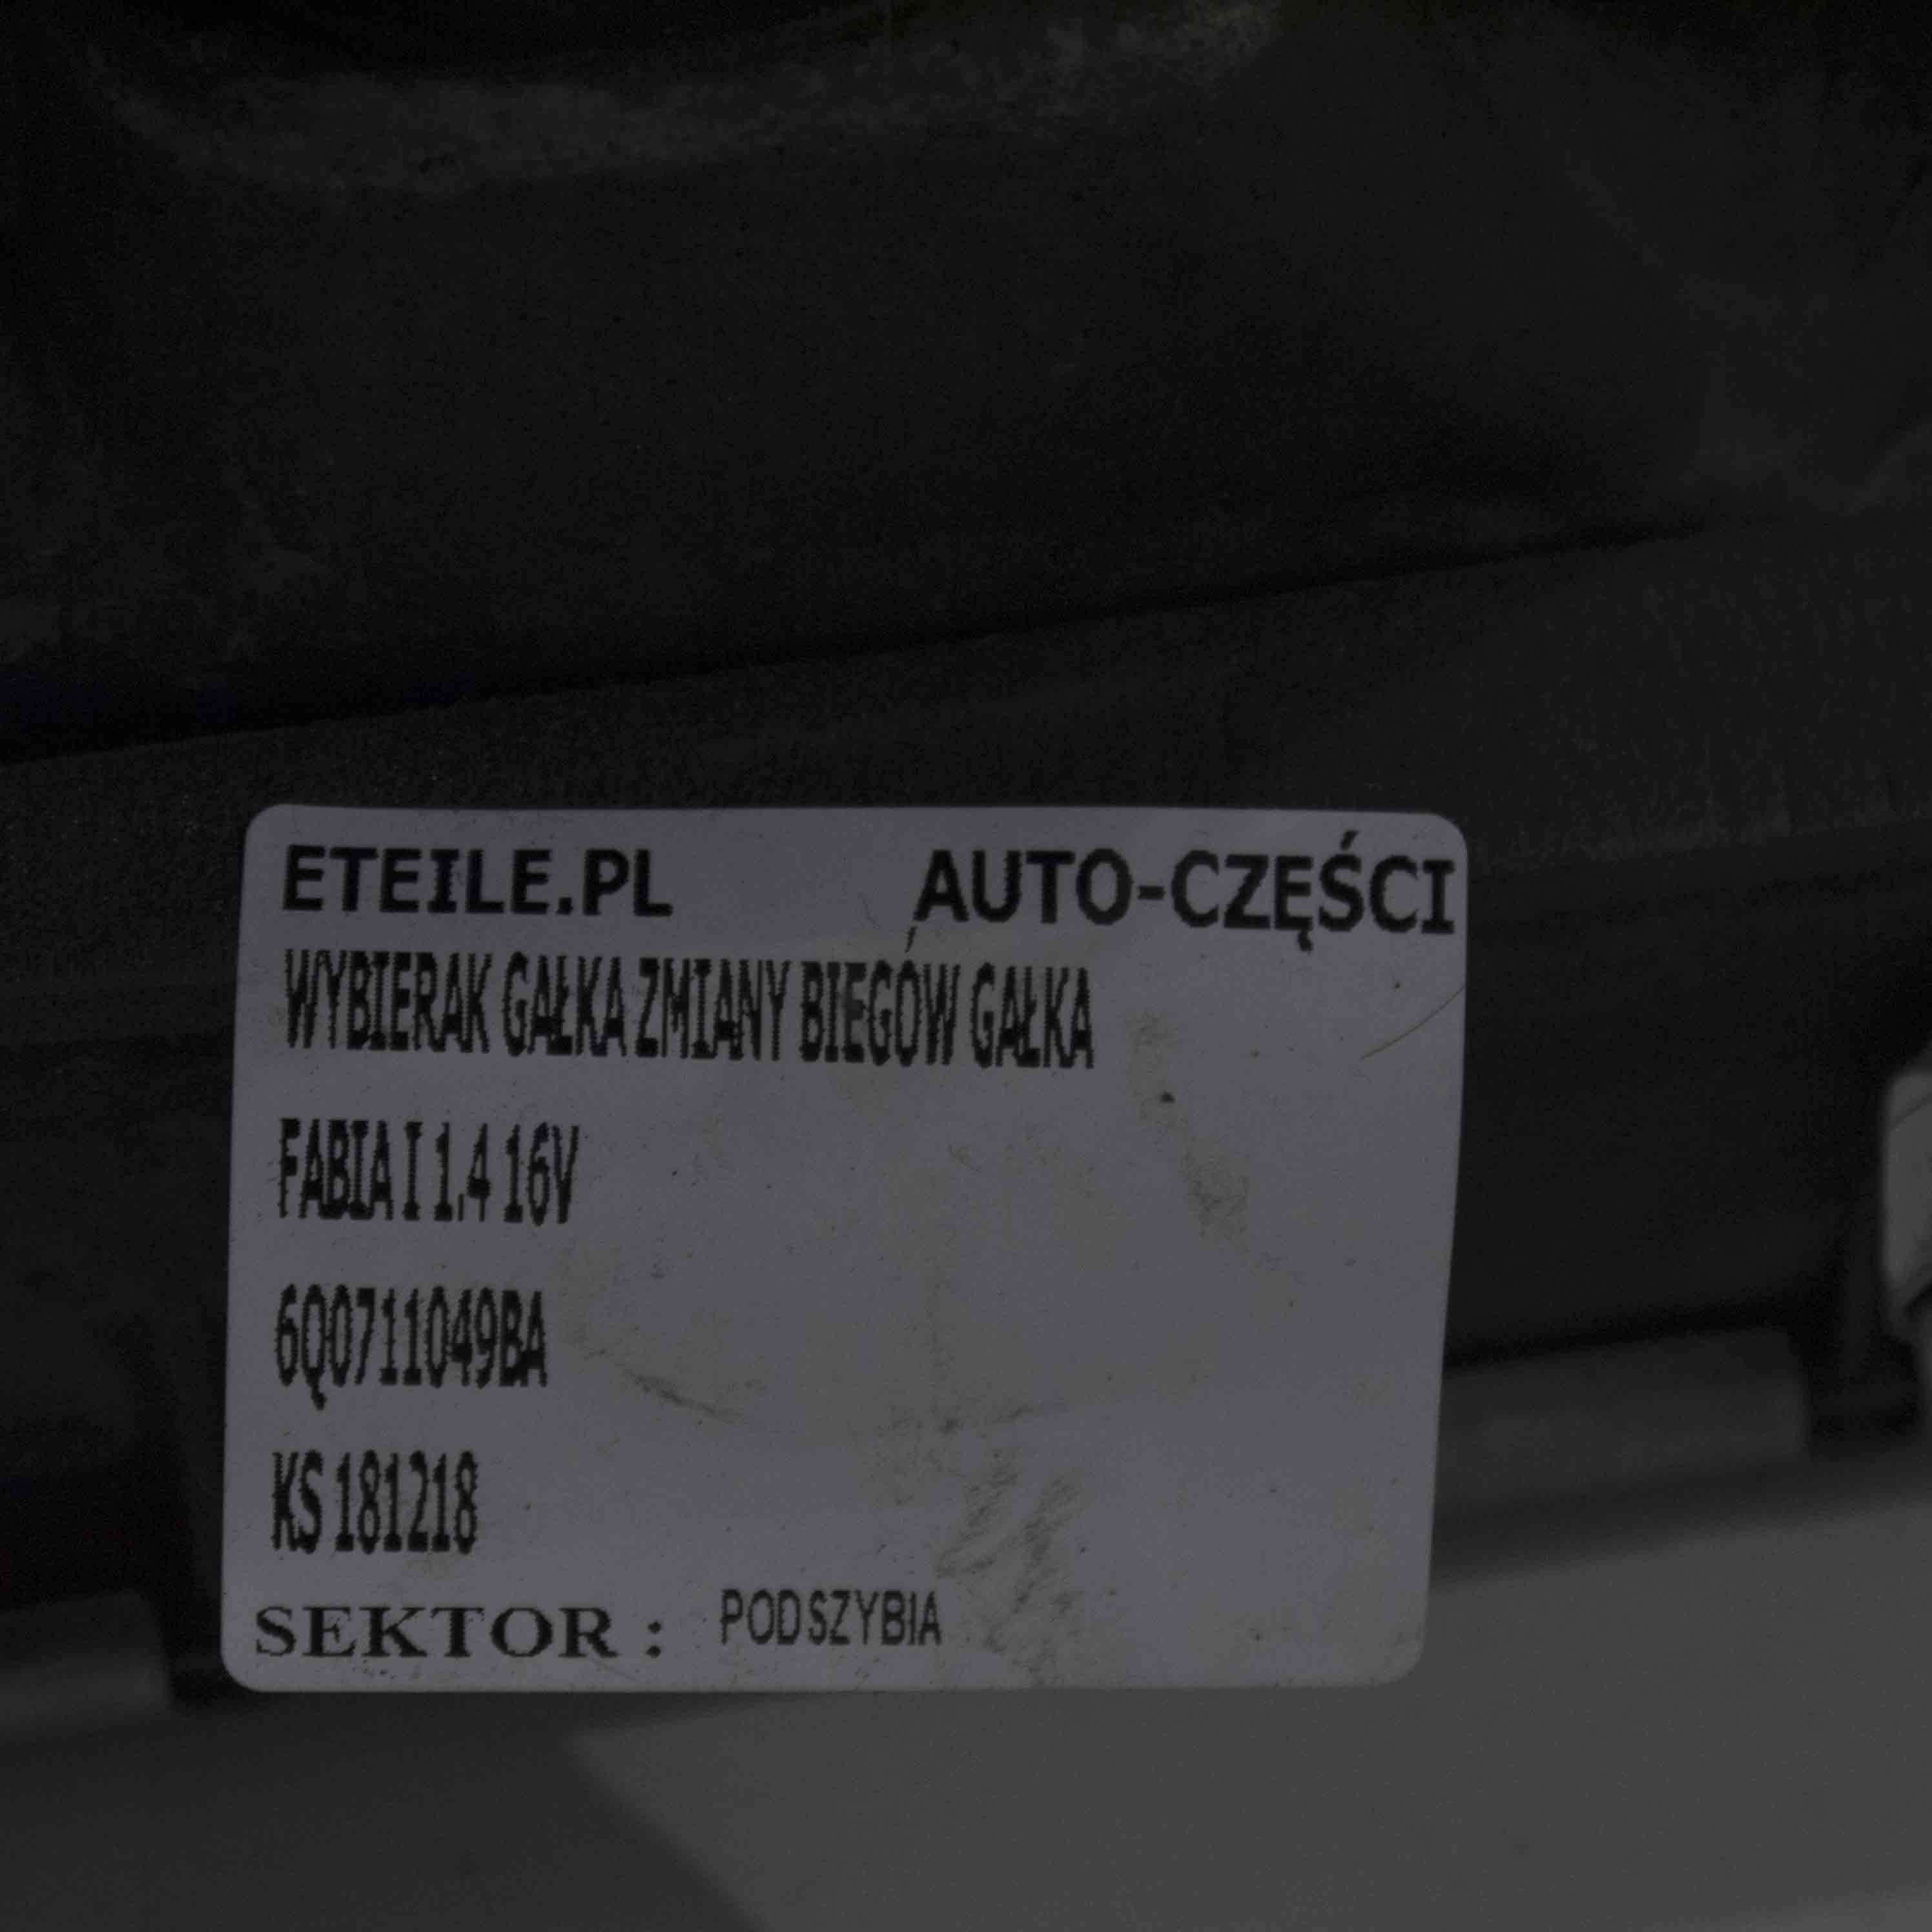 ETEILE.PL AUTO-CZĘŚCI
WYBIERAK GAŁKA ZMIANY BIEGÓW GAŁKA
FABIA I 1.4 16V
6Q0711049BA
KS 181218
SEKTOR : PODSZYBIA